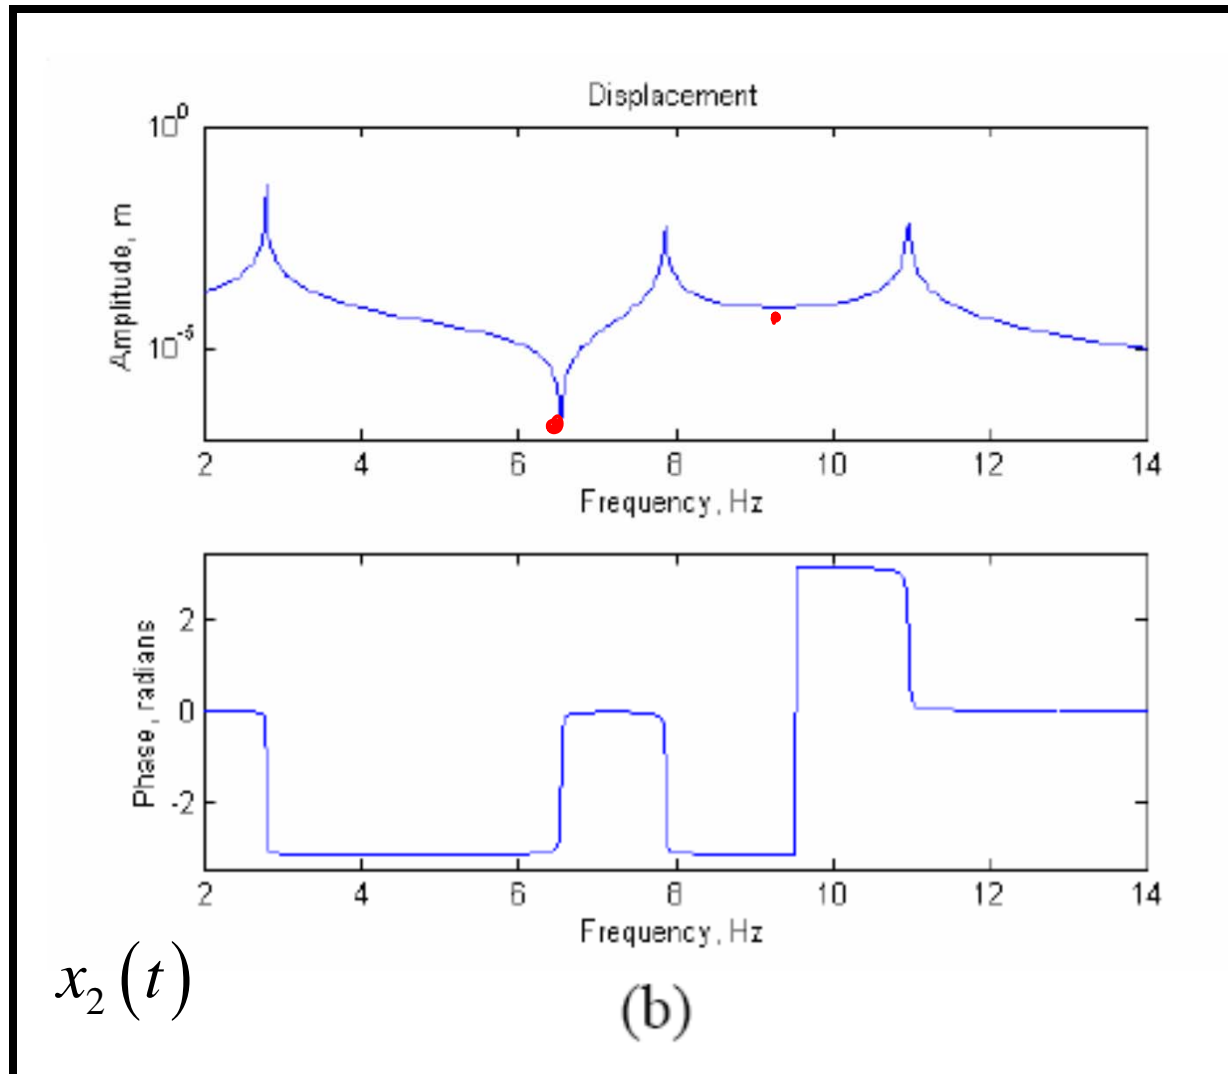 Displacement
10⁻⁰
10⁻⁵
Amplitude, m
2 4 6 8 10 12 14
Frequency, Hz
2
0
-2
Phase, radians
2 4 6 8 10 12 14
Frequency, Hz
x₂(t)
(b)